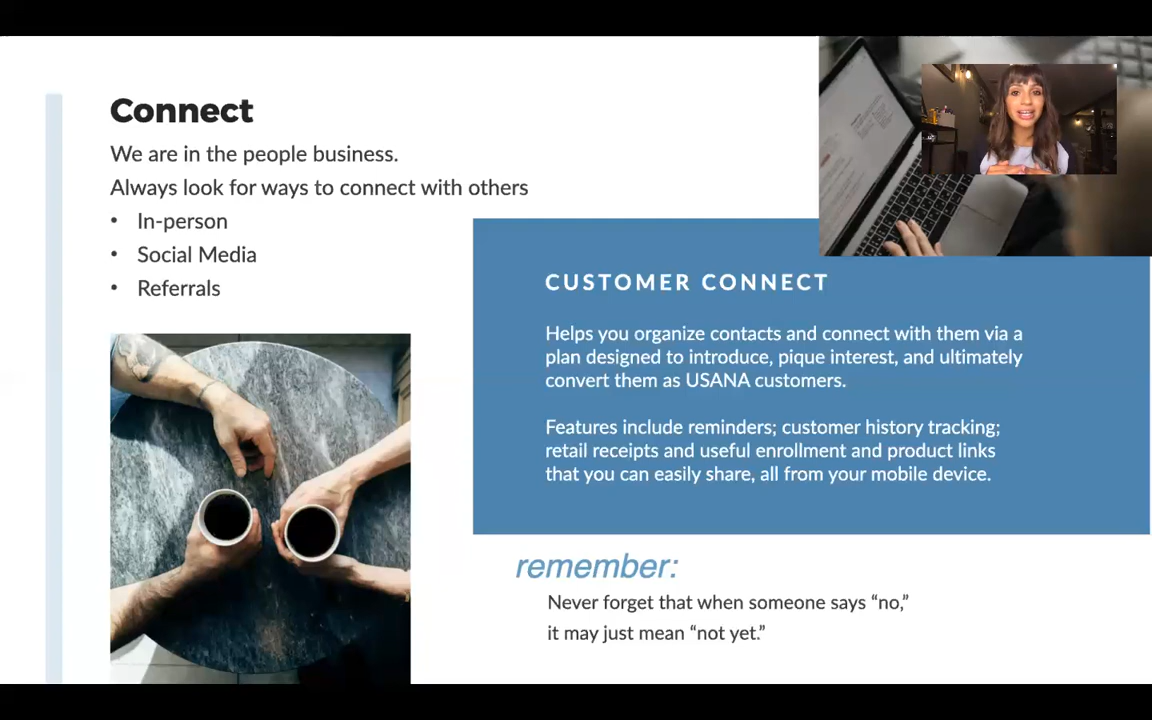 Connect
We are in the people business.
Always look for ways to connect with others
• In-person
• Social Media
• Referrals
CUSTOMER CONNECT
Helps you organize contacts and connect with them via a
plan designed to introduce, pique interest, and ultimately
convert them as USANA customers.
Features include reminders; customer history tracking;
retail receipts and useful enrollment and product links
that you can easily share, all from your mobile device.
remember:
Never forget that when someone says “no,”
it may just mean “not yet.”